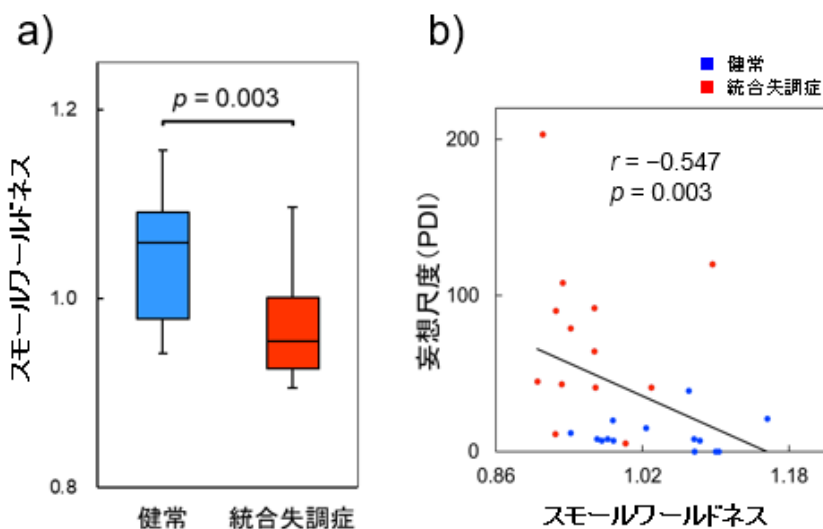 a)
1.2
1.0
0.8
スモールワールドネス
p = 0.003
健常
統合失調症
b)
健常
統合失調症
200
100
0
妄想尺度(PDI)
r = −0.547
p = 0.003
0.86
1.02
1.18
スモールワールドネス